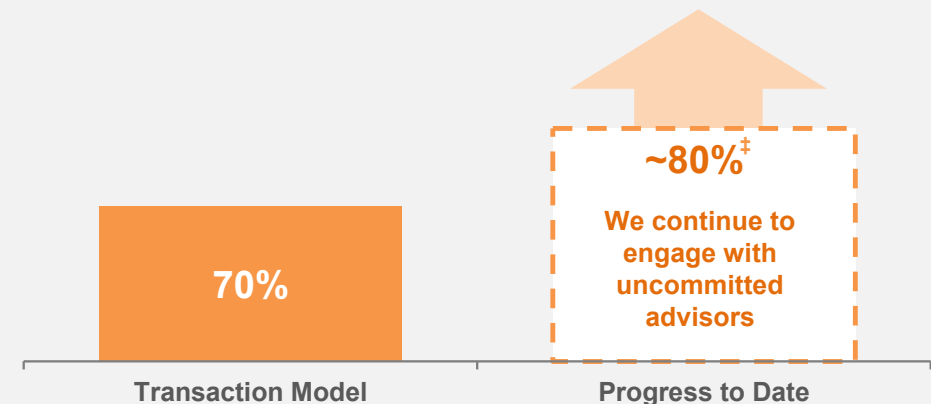 ~80%‡
We continue to
engage with
uncommitted
advisors
70%
Transaction Model
Progress to Date